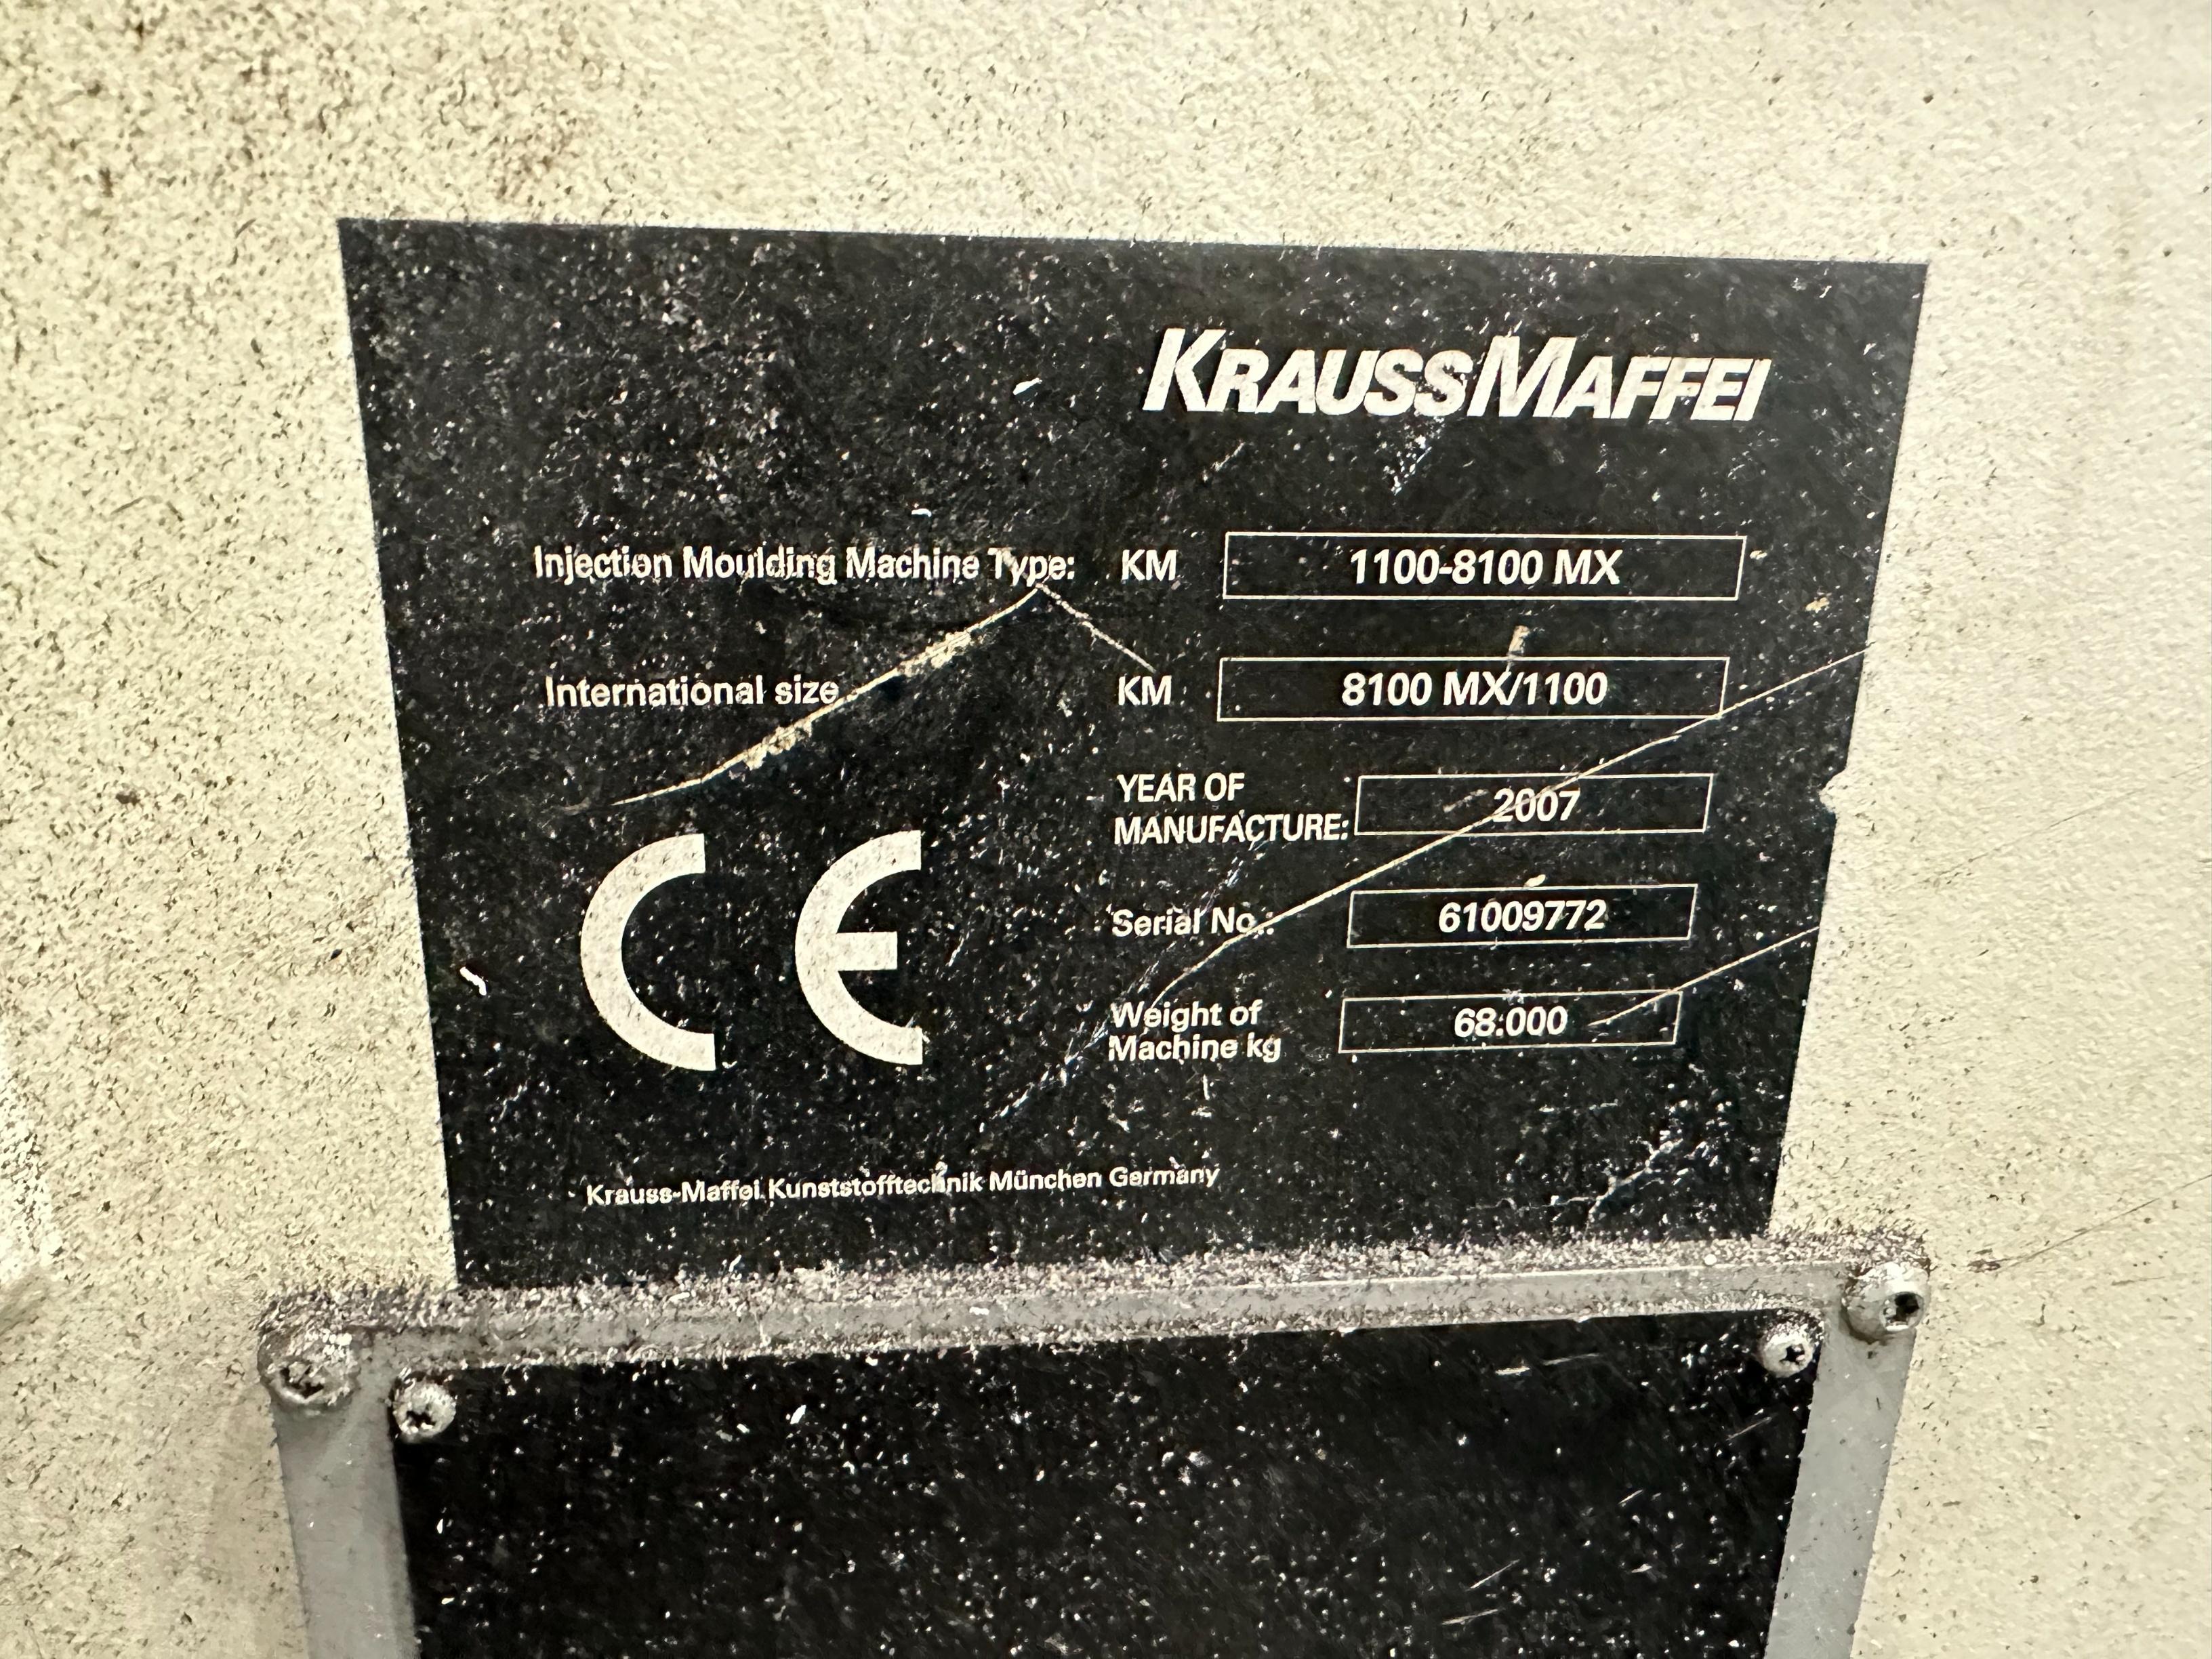 KRAUSSMAFFEI
Injection Moulding Machine Type: KM 1100-8100 MX
International size KM 8100 MX/1100
YEAR OF
MANUFACTURE: 2007
Serial No.: 61009772
Weight of
Machine kg 68.000
CE
Krauss-Maffei Kunststofftechnik München Germany